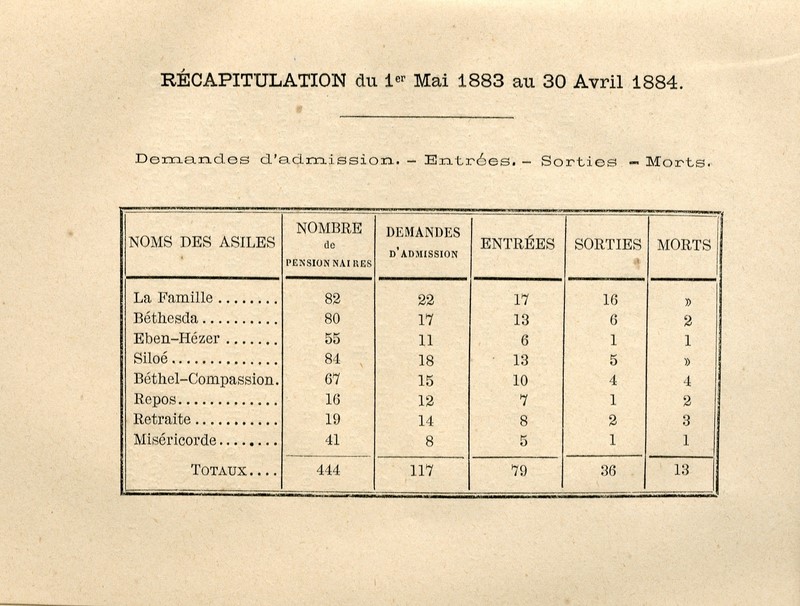 RÉCAPITULATION du 1er Mai 1883 au 30 Avril 1884.
Demandes d'admission. – Entrées. – Sorties – Morts.
NOMS DES ASILES NOMBRE de PENSIONNAIRES DEMANDES D'ADMISSION ENTRÉES SORTIES MORTS
La Famille ........ 82 22 17 16 »
Béthesda .......... 80 17 13 6 2
Eben-Hézer ....... 55 11 6 1 1
Siloé .............. 84 18 13 5 »
Béthel-Compassion. 67 15 10 4 4
Repos ............. 16 12 7 1 2
Retraite ........... 19 14 8 2 3
Miséricorde ........ 41 8 5 1 1
TOTAUX .... 444 117 79 36 13